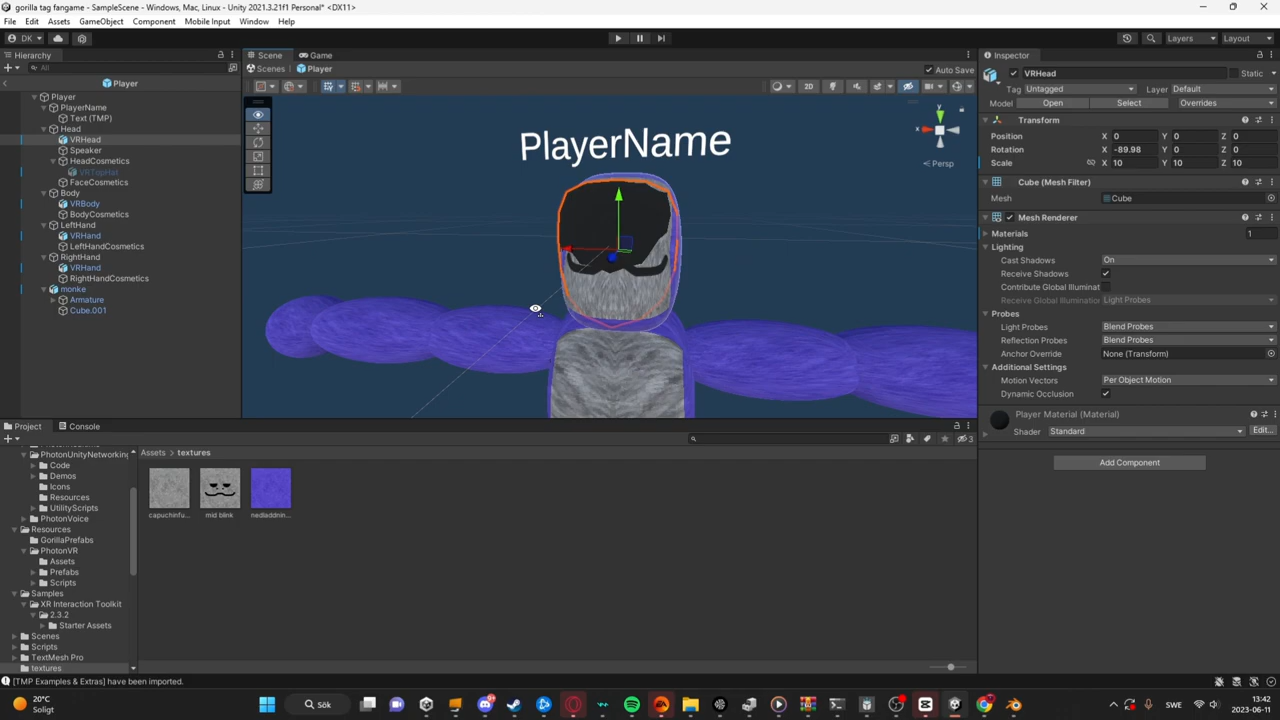 gorilla tag fangame - SampleScene - Windows, Mac, Linux - Unity 2021.3.21f1 Personal* <DX11>
File Edit Assets GameObject Component Mobile Input Window Help
DK Layers Layout
Hierarchy
All
Player
Player
PlayerName
Text (TMP)
Head
VRHead
Speaker
HeadCosmetics
VRTopHat
FaceCosmetics
Body
VRBody
BodyCosmetics
LeftHand
VRHand
LeftHandCosmetics
RightHand
VRHand
RightHandCosmetics
monke
Armature
Cube.001
Scene Game
Scenes Player Auto Save
2D
PlayerName
y
x
Persp
Inspector
VRHead Static
Tag Untagged Layer Default
Model Open Select Overrides
Transform
Position X 0 Y 0 Z 0
Rotation X -89.98 Y 0 Z 0
Scale X 10 Y 10 Z 10
Cube (Mesh Filter)
Mesh Cube
Mesh Renderer
Materials 1
Lighting
Cast Shadows On
Receive Shadows
Contribute Global Illuminat
Receive Global Illumination Light Probes
Probes
Light Probes Blend Probes
Reflection Probes Blend Probes
Anchor Override None (Transform)
Additional Settings
Motion Vectors Per Object Motion
Dynamic Occlusion
Player Material (Material)
Shader Standard Edit...
Add Component
Project Console
3
PhotonUnityNetworking
Code
Demos
Icons
Resources
UtilityScripts
PhotonVoice
Resources
GorillaPrefabs
PhotonVR
Assets
Prefabs
Scripts
Samples
XR Interaction Toolkit
2.3.2
Starter Assets
Scenes
Scripts
TextMesh Pro
textures
Assets textures
capuchinfu... mid blink nedladdnin...
[TMP Examples & Extras] have been imported.
20°C
Soligt
Sök
SWE
13:42
2023-06-11